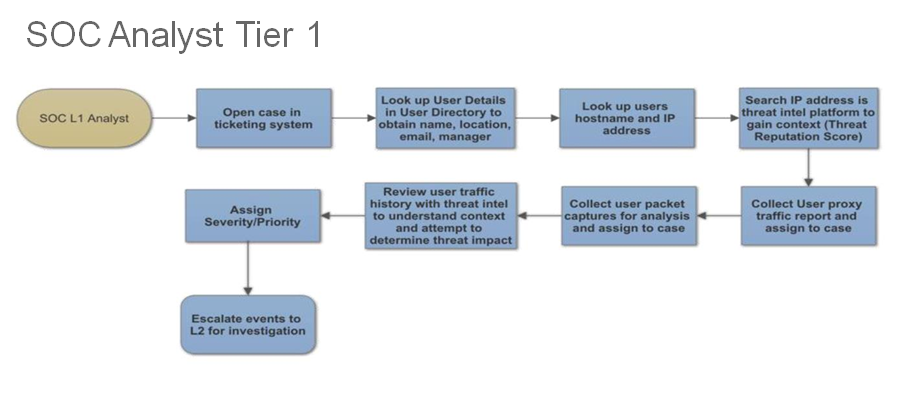 SOC Analyst Tier 1
SOC L1 Analyst
Open case in
ticketing system
Look up User Details
in User Directory to
obtain name, location,
email, manager
Look up users
hostname and IP
address
Search IP address is
threat intel platform to
gain context (Threat
Reputation Score)
Collect User proxy
traffic report and
assign to case
Collect user packet
captures for analysis
and assign to case
Review user traffic
history with threat intel
to understand context
and attempt to
determine threat impact
Assign
Severity/Priority
Escalate events to
L2 for investigation